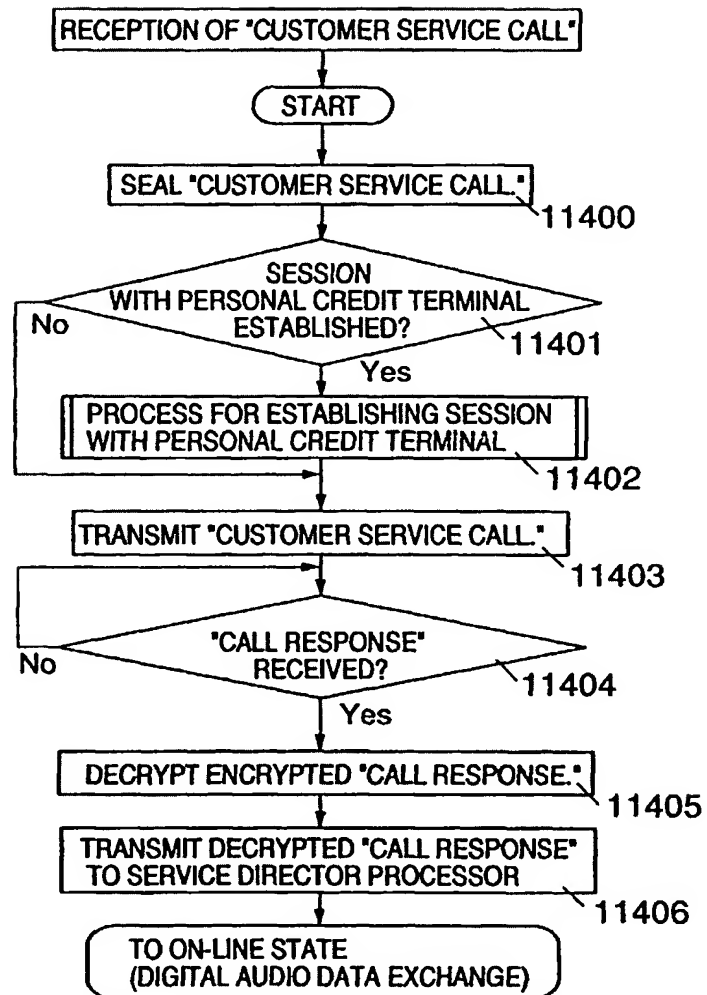 RECEPTION OF "CUSTOMER SERVICE CALL"
START
SEAL "CUSTOMER SERVICE CALL."
11400
SESSION
WITH PERSONAL CREDIT TERMINAL
ESTABLISHED?
No
11401
Yes
PROCESS FOR ESTABLISHING SESSION
WITH PERSONAL CREDIT TERMINAL
11402
TRANSMIT "CUSTOMER SERVICE CALL."
11403
"CALL RESPONSE"
RECEIVED?
No
11404
Yes
DECRYPT ENCRYPTED "CALL RESPONSE."
11405
TRANSMIT DECRYPTED "CALL RESPONSE"
TO SERVICE DIRECTOR PROCESSOR
11406
TO ON-LINE STATE
(DIGITAL AUDIO DATA EXCHANGE)